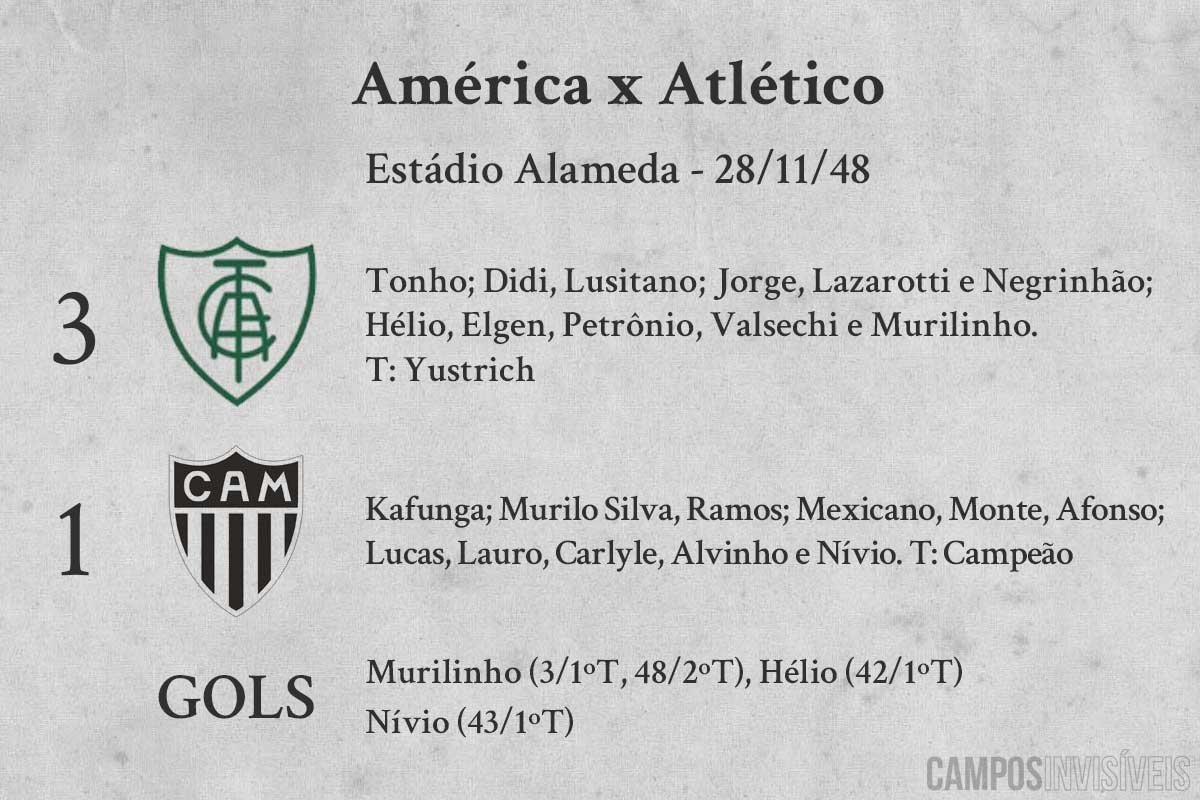 América x Atlético
Estádio Alameda - 28/11/48
3
Tonho; Didi, Lusitano; Jorge, Lazarotti e Negrinhão;
Hélio, Elgen, Petrônio, Valsechi e Murilinho.
T: Yustrich
1
CAM
Kafunga; Murilo Silva, Ramos; Mexicano, Monte, Afonso;
Lucas, Lauro, Carlyle, Alvinho e Nívio. T: Campeão
GOLS
Murilinho (3/1ºT, 48/2ºT), Hélio (42/1ºT)
Nívio (43/1ºT)
CAMPOSINVISÍVEIS